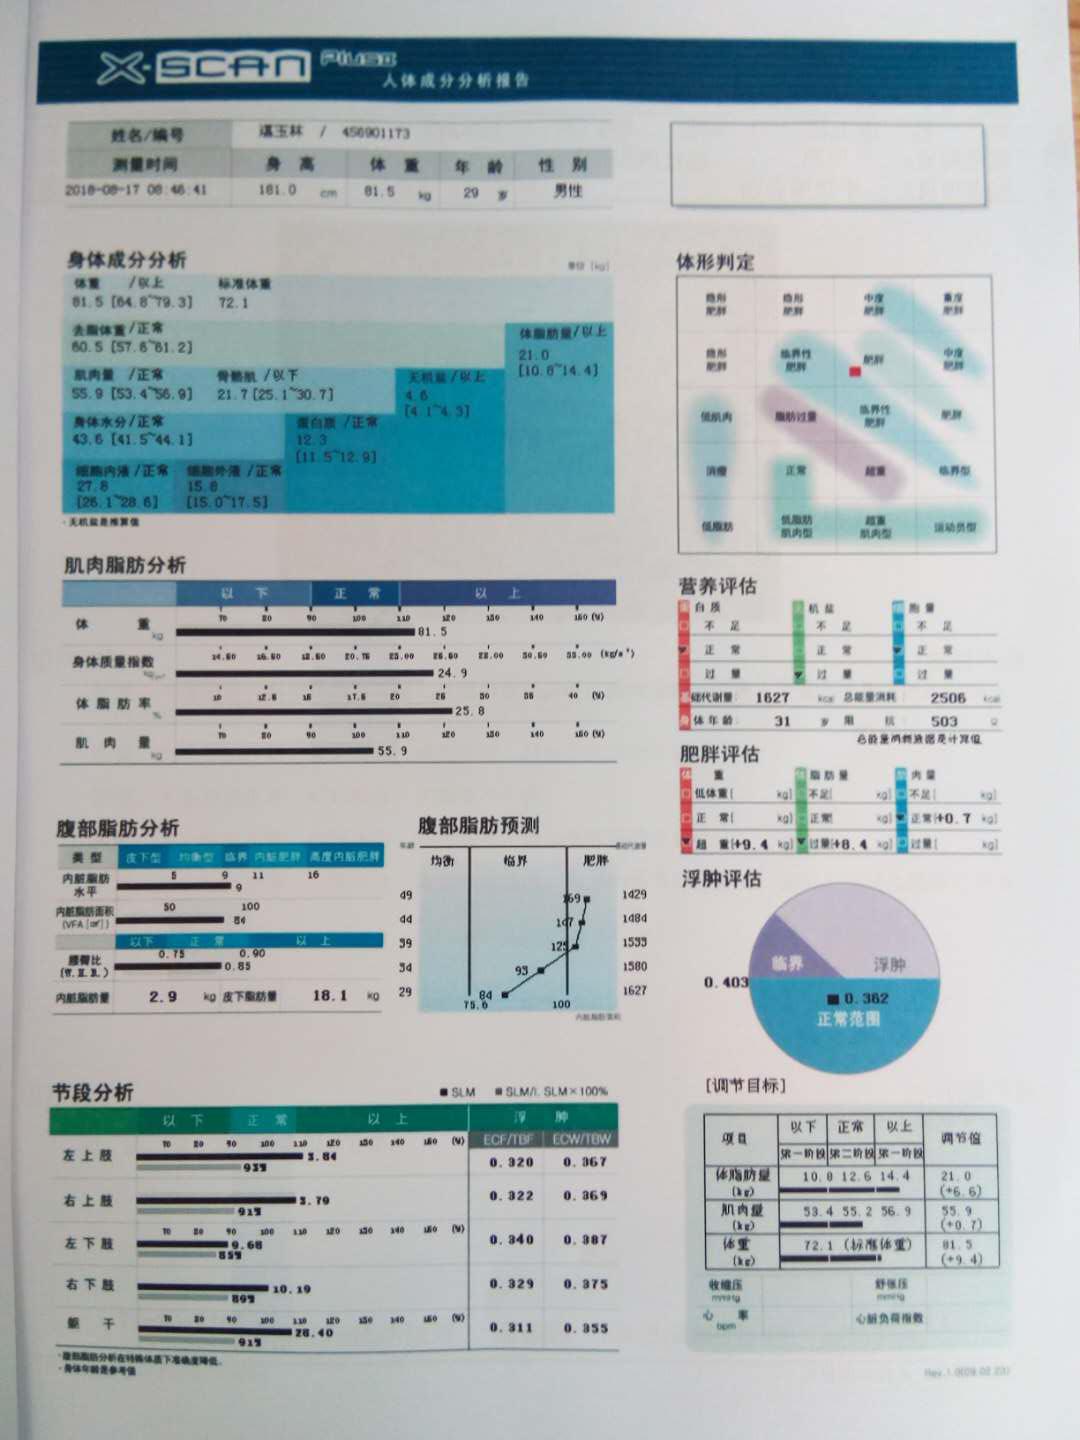 X-SCAN PlusII
人体成分分析报告
姓名/编号 谌玉林 / 456901173
测量时间 身高 体重 年龄 性别
2018-08-17 08:46:41 181.0 cm 81.5 kg 29 岁 男性
身体成分分析
单位 [kg]
体重 /以上 标准体重
81.5 [64.8~79.3] 72.1
去脂体重/正常
60.5 [57.6~61.2]
体脂肪量/以上
21.0
[10.8~14.4]
肌肉量 /正常 骨骼肌 /以下
55.9 [53.4~56.9] 21.7 [25.1~30.7]
无机盐/以上
4.6
[4.1~4.3]
身体水分/正常
43.6 [41.5~44.1]
蛋白质 /正常
12.3
[11.5~12.9]
细胞内液/正常 细胞外液/正常
27.8 15.8
[26.1~28.6] [15.0~17.5]
·无机盐是推算值
体形判定
隐形肥胖 隐形肥胖 中度肥胖 重度肥胖
隐形肥胖 临界性肥胖 肥胖 中度肥胖
低肌肉 脂肪过量 临界性肥胖 肥胖
消瘦 正常 超重 临界型
低脂肪 低脂肪肌肉型 超重肌肉型 运动员型
肌肉脂肪分析
以下 正常 以上
体重 kg 70 80 90 100 110 120 130 140 150 (%)
81.5
身体质量指数 14.50 16.50 18.50 20.75 23.00 25.50 28.00 30.50 33.00 (kg/m²)
24.9
体脂肪率 % 10 12.5 15 17.5 20 25 30 35 40 (%)
25.8
肌肉量 kg 70 80 90 100 110 120 130 140 150 (%)
55.9
营养评估
蛋白质 无机盐 细胞量
不足 不足 不足
正常 正常 正常
过量 过量 过量
基础代谢量: 1627 kcal 总能量消耗: 2506 kcal
身体年龄: 31 岁 阻抗: 503 Ω
总能量消耗数据是计算值
肥胖评估
体重 体脂肪量 肌肉量
低体重[ kg] 不足[ kg] 不足[ kg]
正常[ kg] 正常[ kg] 正常[+0.7 kg]
超重[+9.4 kg] 过量[+8.4 kg] 过量[ kg]
腹部脂肪分析
类型 皮下型 均衡型 临界 内脏肥胖 高度内脏肥胖
内脏脂肪水平 5 9 11 16
9
内脏脂肪面积 (VFA [㎠]) 50 100
84
以下 正常 以上
腰臀比 (W.H.R.) 0.75 0.90
0.85
内脏脂肪量 2.9 kg 皮下脂肪量 18.1 kg
腹部脂肪预测
年龄 均衡 临界 肥胖 基础代谢量
49 169 1429
44 147 1484
39 125 1533
34 93 1580
29 84 1627
75.6 100
内脏脂肪面积
浮肿评估
临界 浮肿
0.403
0.362
正常范围
节段分析
■ SLM ■ SLM/I. SLM×100%
以下 正常 以上 浮肿
70 80 90 100 110 120 130 140 150 (%) ECF/TBF ECW/TBW
左上肢 3.84 93% 0.320 0.367
右上肢 3.79 91% 0.322 0.369
70 80 90 100 110 120 130 140 150 (%)
左下肢 9.68 85% 0.340 0.387
右下肢 10.19 89% 0.329 0.375
70 80 90 100 110 120 130 140 150 (%)
躯干 26.40 91% 0.311 0.355
·腹部脂肪分析在特殊体质下准确度降低.
·身体年龄是参考值
[调节目标]
项目 以下 正常 以上 调节值
第一阶段 第二阶段 第一阶段
体脂肪量 (kg) 10.8 12.6 14.4 21.0 (+6.6)
肌肉量 (kg) 53.4 55.2 56.9 55.9 (+0.7)
体重 (kg) 72.1 (标准体重) 81.5 (+9.4)
收缩压 mmHg 舒张压 mmHg
心率 bpm 心脏负荷指数
Rev.1.0(09.02.23)